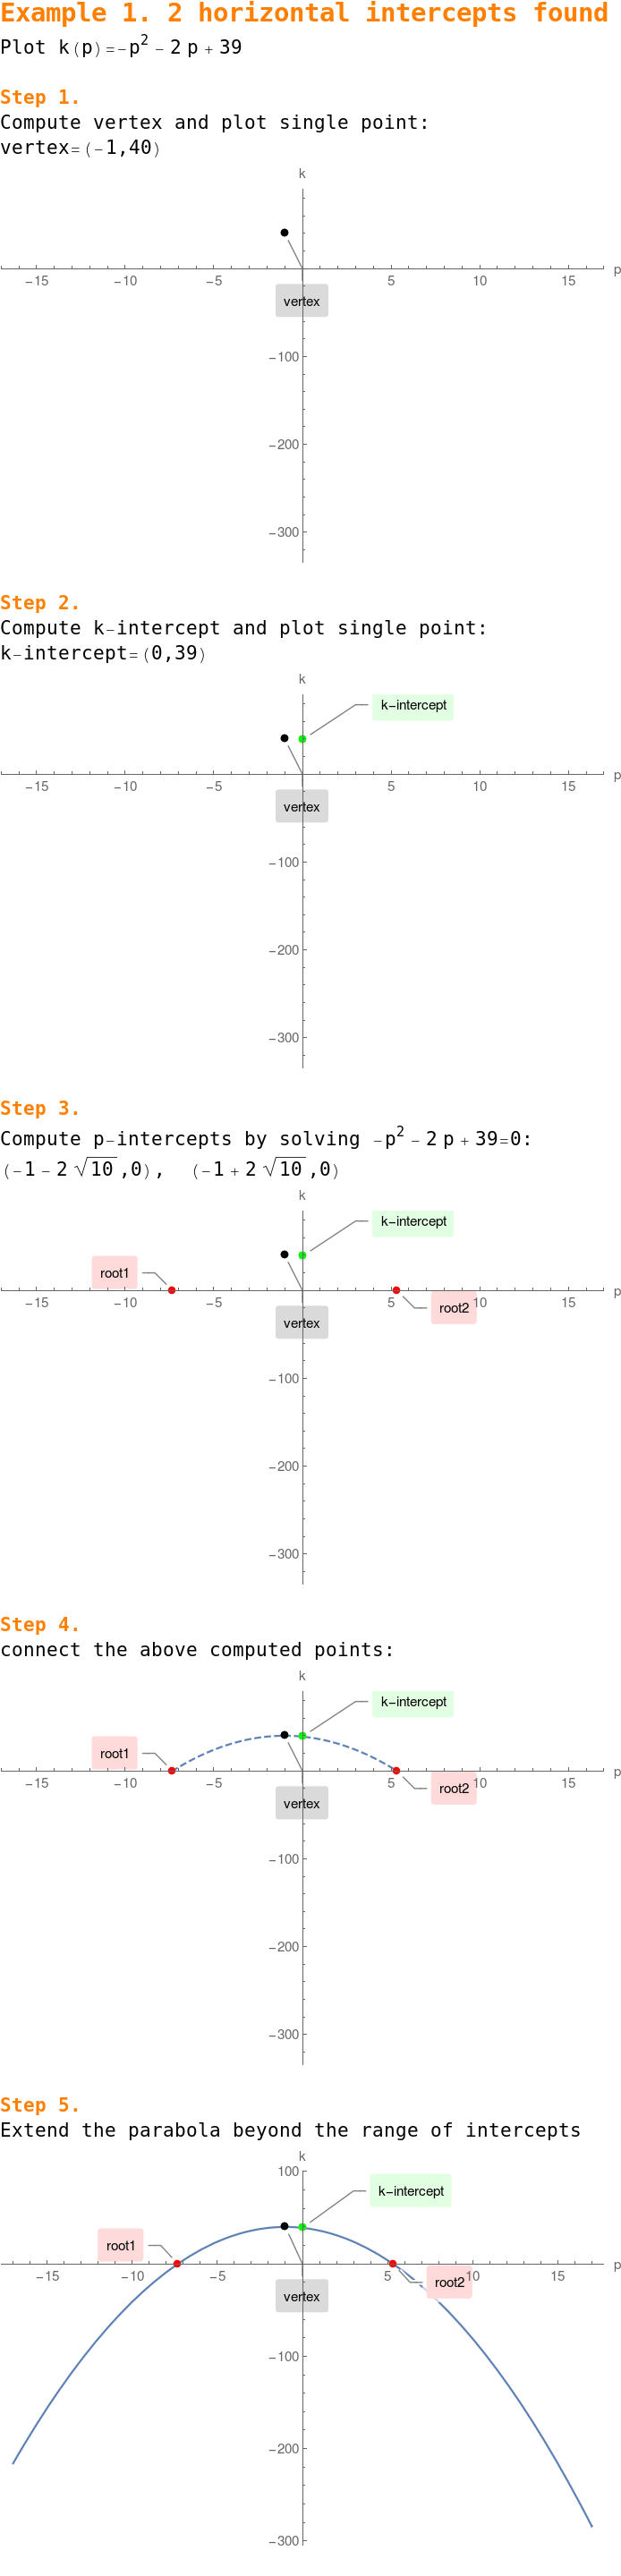 Example 1. 2 horizontal intercepts found
Plot k(p)=-p² - 2 p + 39
Step 1.
Compute vertex and plot single point:
vertex=(-1,40)
k
p
-15 -10 -5 5 10 15
vertex
-100
-200
-300
Step 2.
Compute k-intercept and plot single point:
k-intercept=(0,39)
k
k-intercept
p
-15 -10 -5 5 10 15
vertex
-100
-200
-300
Step 3.
Compute p-intercepts by solving -p² - 2 p + 39=0:
(-1 - 2 √10 ,0), (-1 + 2 √10 ,0)
k
k-intercept
root1
p
-15 -10 -5 5 10 15
root2
vertex
-100
-200
-300
Step 4.
connect the above computed points:
k
k-intercept
root1
p
-15 -10 -5 5 10 15
root2
vertex
-100
-200
-300
Step 5.
Extend the parabola beyond the range of intercepts
k
100
k-intercept
root1
p
-15 -10 -5 5 10 15
root2
vertex
-100
-200
-300